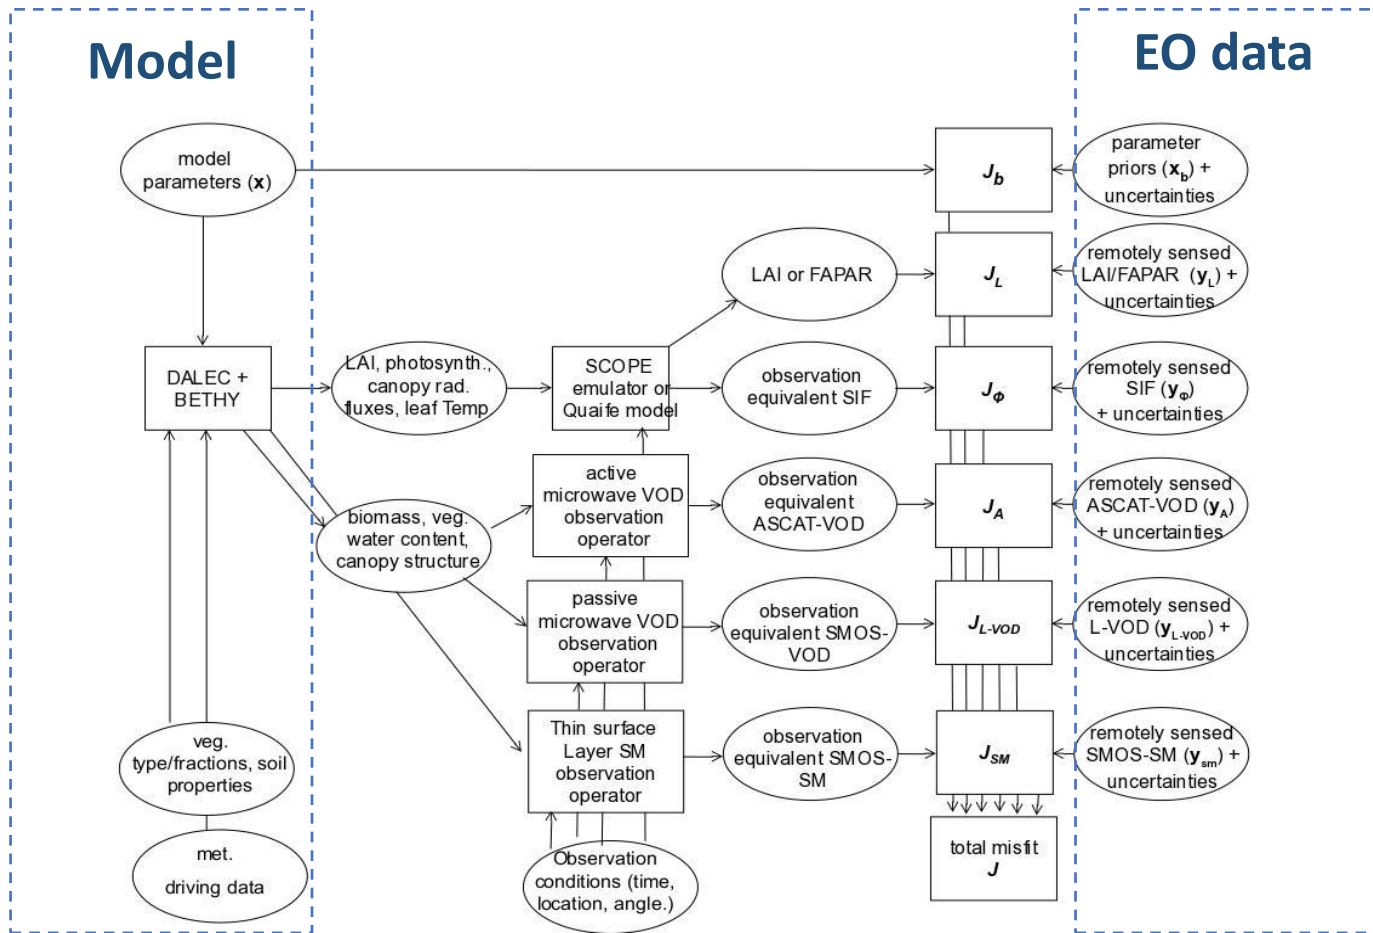 Model
EO data
model
parameters (x)
J_b
parameter
priors (x_b) +
uncertainties
LAI or FAPAR
J_L
remotely sensed
LAI/FAPAR (y_L) +
uncertainties
DALEC +
BETHY
LAI, photosynth.,
canopy rad.
fluxes, leaf Temp
SCOPE
emulator or
Quaife model
observation
equivalent SIF
J_Φ
remotely sensed
SIF (y_Φ)
+ uncertainties
biomass, veg.
water content,
canopy structure
active
microwave VOD
observation
operator
observation
equivalent
ASCAT-VOD
J_A
remotely sensed
ASCAT-VOD (y_A)
+ uncertainties
passive
microwave VOD
observation
operator
observation
equivalent SMOS-
VOD
J_L-VOD
remotely sensed
L-VOD (y_L-VOD) +
uncertainties
veg.
type/fractions, soil
properties
Thin surface
Layer SM
observation
operator
observation
equivalent SMOS-
SM
J_SM
remotely sensed
SMOS-SM (y_sm) +
uncertainties
met.
driving data
Observation
conditions (time,
location, angle.)
total misfit
J